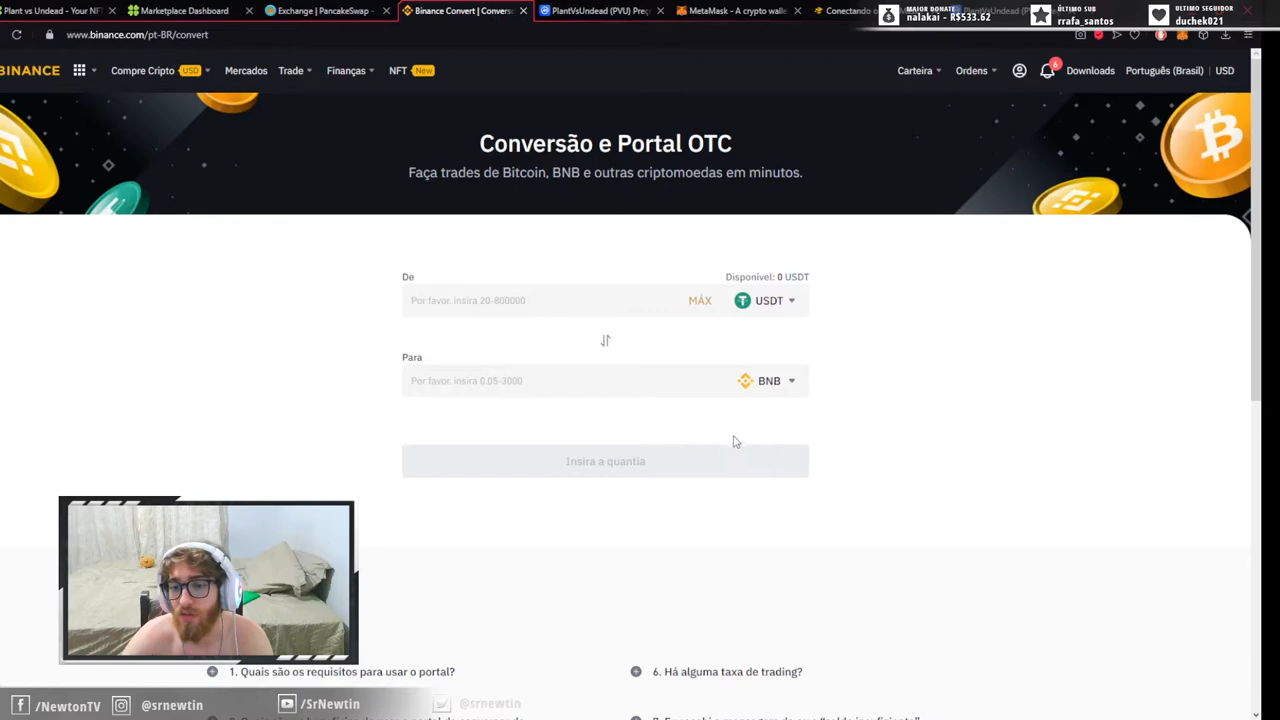 Plant vs Undead - Your NF
Marketplace Dashboard
Exchange | PancakeSwap -
Binance Convert | Convers
PlantVsUndead (PVU) Preç
MetaMask - A crypto walle
Conectando o
PlantVsUndead (P
MAIOR DONATE
nalakai - R$533.62
ÚLTIMO SUB
rrafa_santos
ÚLTIMO SEGUIDOR
duchek021
www.binance.com/pt-BR/convert
BINANCE
Compre Cripto USD
Mercados
Trade
Finanças
NFT New
Carteira
Ordens
6
Downloads
Português (Brasil) | USD
Conversão e Portal OTC
Faça trades de Bitcoin, BNB e outras criptomoedas em minutos.
De
Disponível: 0 USDT
Por favor. insira 20-800000
MÁX
USDT
Para
Por favor. insira 0.05-3000
BNB
Insira a quantia
1. Quais são os requisitos para usar o portal?
6. Há alguma taxa de trading?
/NewtonTV
@srnewtin
/SrNewtin
@srnewtin